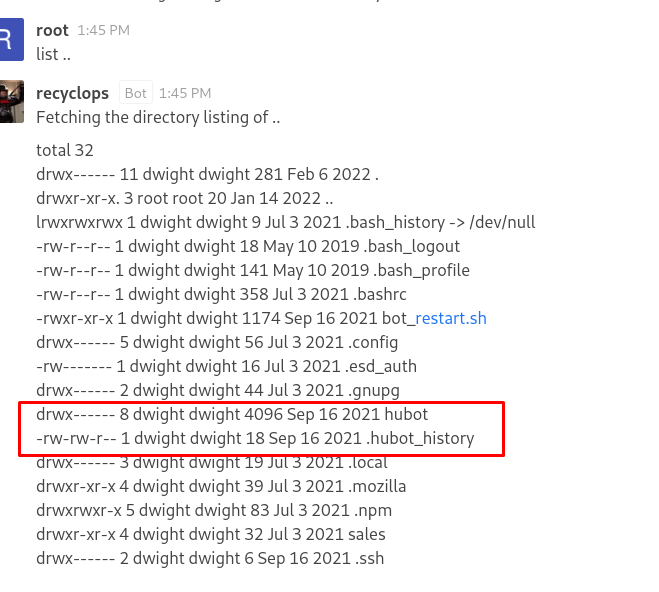 R
root 1:45 PM
list ..
recyclops Bot 1:45 PM
Fetching the directory listing of ..
total 32
drwx------ 11 dwight dwight 281 Feb 6 2022 .
drwxr-xr-x. 3 root root 20 Jan 14 2022 ..
lrwxrwxrwx 1 dwight dwight 9 Jul 3 2021 .bash_history -> /dev/null
-rw-r--r-- 1 dwight dwight 18 May 10 2019 .bash_logout
-rw-r--r-- 1 dwight dwight 141 May 10 2019 .bash_profile
-rw-r--r-- 1 dwight dwight 358 Jul 3 2021 .bashrc
-rwxr-xr-x 1 dwight dwight 1174 Sep 16 2021 bot_restart.sh
drwx------ 5 dwight dwight 56 Jul 3 2021 .config
-rw------- 1 dwight dwight 16 Jul 3 2021 .esd_auth
drwx------ 2 dwight dwight 44 Jul 3 2021 .gnupg
drwx------ 8 dwight dwight 4096 Sep 16 2021 hubot
-rw-rw-r-- 1 dwight dwight 18 Sep 16 2021 .hubot_history
drwx------ 3 dwight dwight 19 Jul 3 2021 .local
drwxr-xr-x 4 dwight dwight 39 Jul 3 2021 .mozilla
drwxrwxr-x 5 dwight dwight 83 Jul 3 2021 .npm
drwxr-xr-x 4 dwight dwight 32 Jul 3 2021 sales
drwx------ 2 dwight dwight 6 Sep 16 2021 .ssh